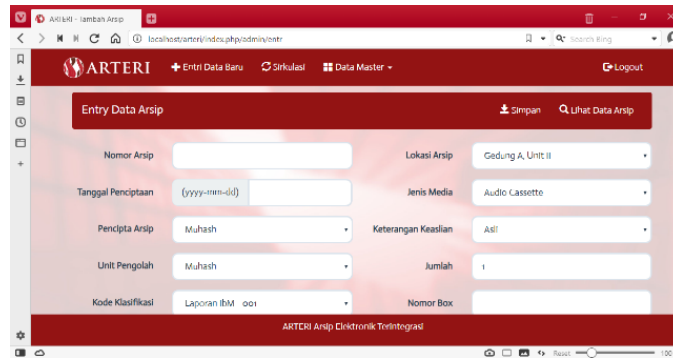 ARTERI - Tambah Arsip
localhost/arteri/index.php/admin/entr
Search Bing
ARTERI
Entri Data Baru
Sirkulasi
Data Master
Logout
Entry Data Arsip
Simpan
Lihat Data Arsip
Nomor Arsip
Lokasi Arsip
Gedung A, Unit II
Tanggal Penciptaan
(yyyy-mm-dd)
Jenis Media
Audio Cassette
Pencipta Arsip
Muhash
Keterangan Keaslian
Asli
Unit Pengolah
Muhash
Jumlah
1
Kode Klasifikasi
Laporan IbM 001
Nomor Box
ARTERI Arsip Elektronik Terintegrasi
Reset
100